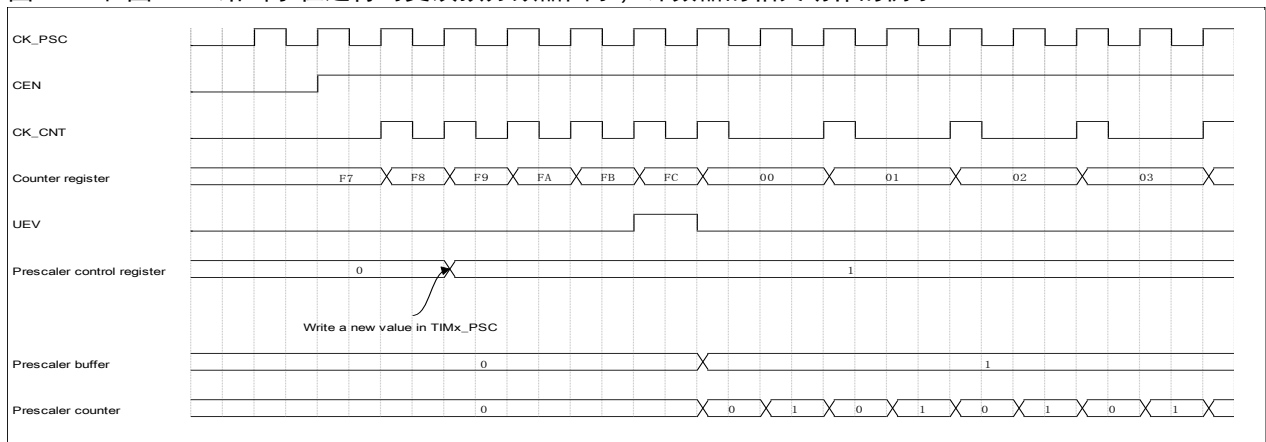 CK_PSC
CEN
CK_CNT
Counter register F7 F8 F9 FA FB FC 00 01 02 03
UEV
Prescaler control register 0 1
Write a new value in TIMx_PSC
Prescaler buffer 0 1
Prescaler counter 0 0 1 0 1 0 1 0 1